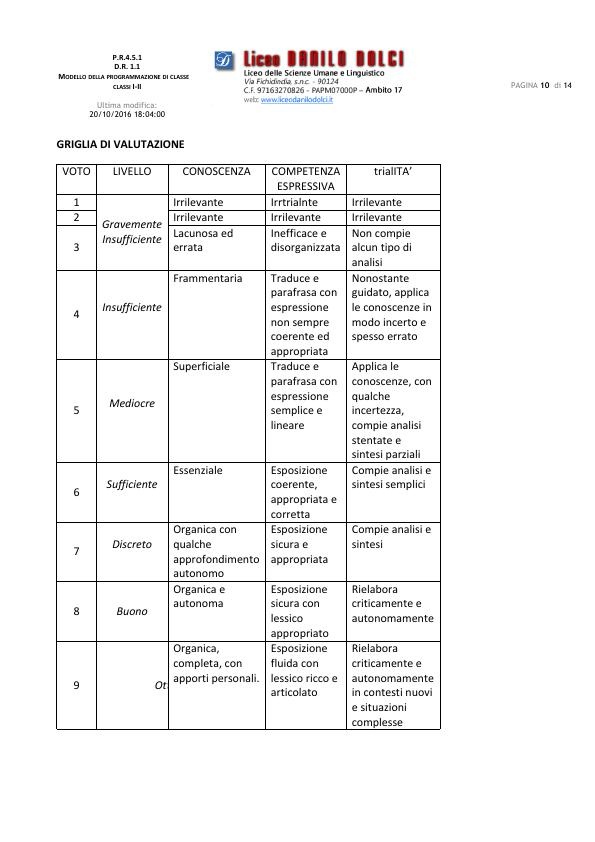 P.R.4.5.1
D.R. 1.1
MODELLO DELLA PROGRAMMAZIONE DI CLASSE
CLASSI I-II
Ultima modifica:
20/10/2016 18:04:00
Liceo DANILO DOLCI
Liceo delle Scienze Umane e Linguistico
Via Fichidindia, s.n.c. - 90124
C.F. 97163270826 – PAPM07000P – Ambito 17
web: www.liceodanilodolci.it
PAGINA 10 di 14
GRIGLIA DI VALUTAZIONE
VOTO LIVELLO CONOSCENZA COMPETENZA ESPRESSIVA trialITA’
1 Gravemente Insufficiente Irrilevante Irrtrialnte Irrilevante
2 Irrilevante Irrilevante Irrilevante
3 Lacunosa ed errata Inefficace e disorganizzata Non compie alcun tipo di analisi
4 Insufficiente Frammentaria Traduce e parafrasa con espressione non sempre coerente ed appropriata Nonostante guidato, applica le conoscenze in modo incerto e spesso errato
5 Mediocre Superficiale Traduce e parafrasa con espressione semplice e lineare Applica le conoscenze, con qualche incertezza, compie analisi stentate e sintesi parziali
6 Sufficiente Essenziale Esposizione coerente, appropriata e corretta Compie analisi e sintesi semplici
7 Discreto Organica con qualche approfondimento autonomo Esposizione sicura e appropriata Compie analisi e sintesi
8 Buono Organica e autonoma Esposizione sicura con lessico appropriato Rielabora criticamente e autonomamente
9 Ot Organica, completa, con apporti personali. Esposizione fluida con lessico ricco e articolato Rielabora criticamente e autonomamente in contesti nuovi e situazioni complesse